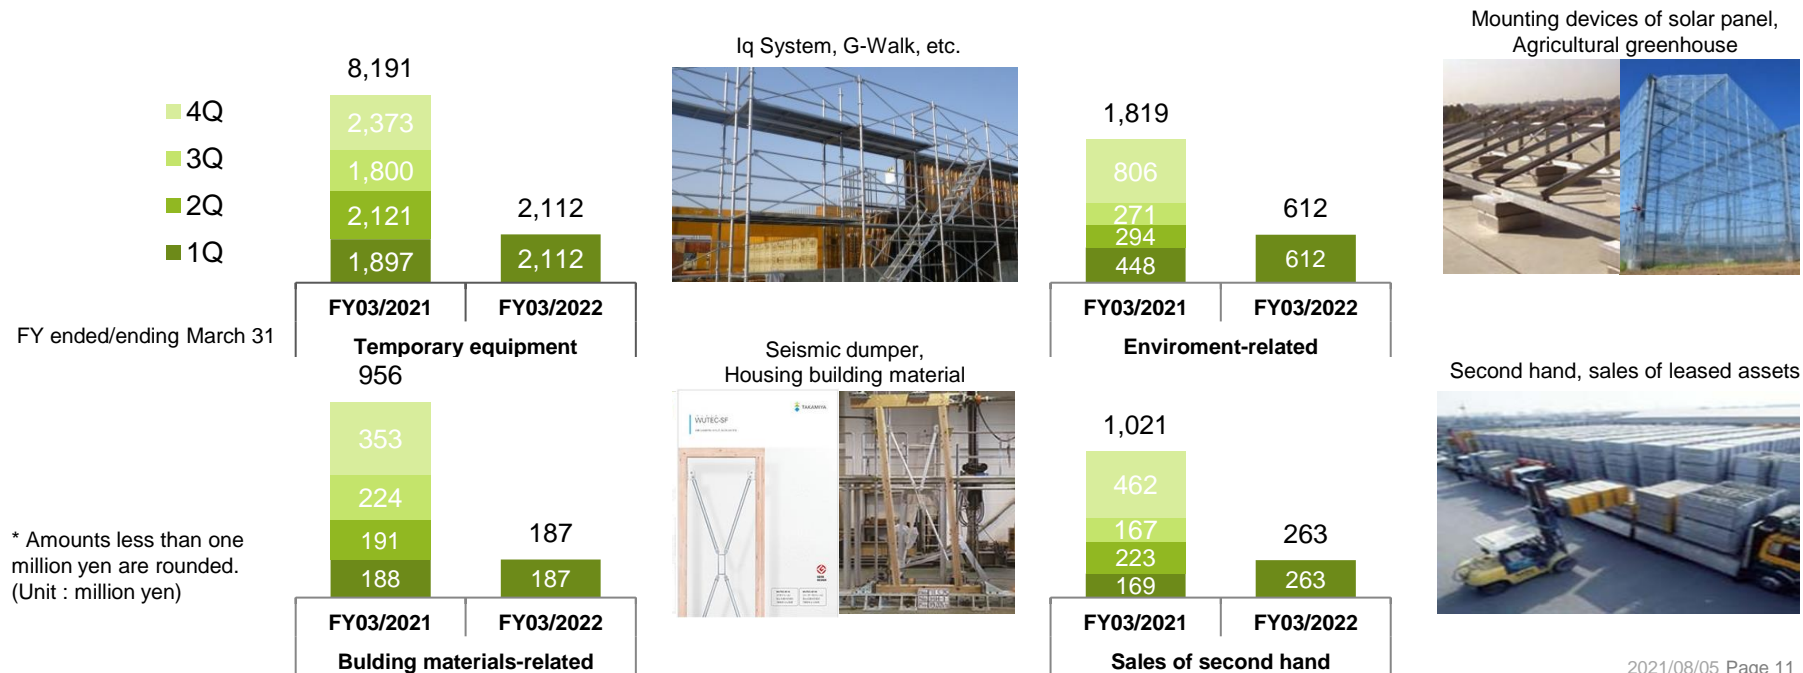 4Q
3Q
2Q
1Q
FY ended/ending March 31
8,191
2,373
1,800
2,121
2,112
1,897
2,112
FY03/2021
FY03/2022
Temporary equipment
Iq System, G-Walk, etc.
1,819
806
271
294
612
448
612
FY03/2021
FY03/2022
Enviroment-related
Mounting devices of solar panel,
Agricultural greenhouse
956
353
224
191
187
188
187
FY03/2021
FY03/2022
Bulding materials-related
* Amounts less than one
million yen are rounded.
(Unit : million yen)
Seismic dumper,
Housing building material
TAKAMIYA
WUTEC-SF
1,021
462
167
223
263
169
263
FY03/2021
FY03/2022
Sales of second hand
Second hand, sales of leased assets
2021/08/05 Page 11